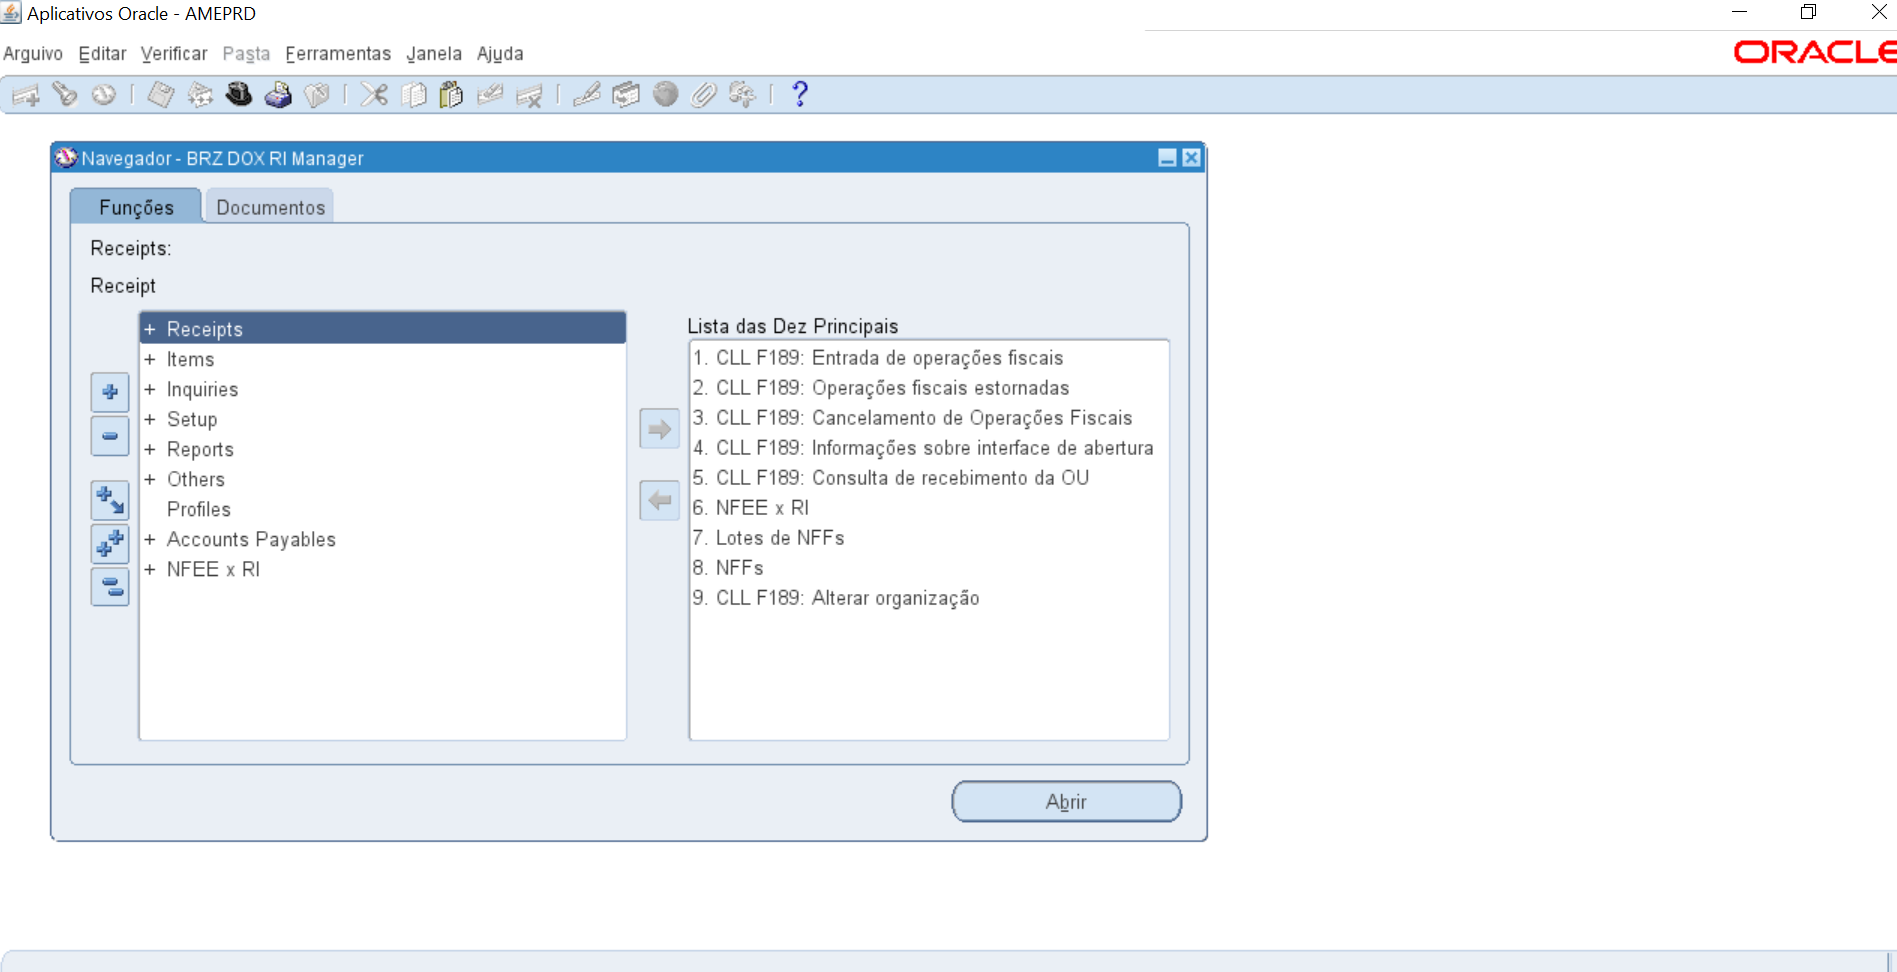 Aplicativos Oracle - AMEPRD
Arquivo Editar Verificar Pasta Ferramentas Janela Ajuda
ORACLE
Navegador - BRZ DOX RI Manager
Funções Documentos
Receipts:
Receipt
+ Receipts
+ Items
+ Inquiries
+ Setup
+ Reports
+ Others
Profiles
+ Accounts Payables
+ NFEE x RI
Lista das Dez Principais
1. CLL F189: Entrada de operações fiscais
2. CLL F189: Operações fiscais estornadas
3. CLL F189: Cancelamento de Operações Fiscais
4. CLL F189: Informações sobre interface de abertura
5. CLL F189: Consulta de recebimento da OU
6. NFEE x RI
7. Lotes de NFFs
8. NFFs
9. CLL F189: Alterar organização
Abrir